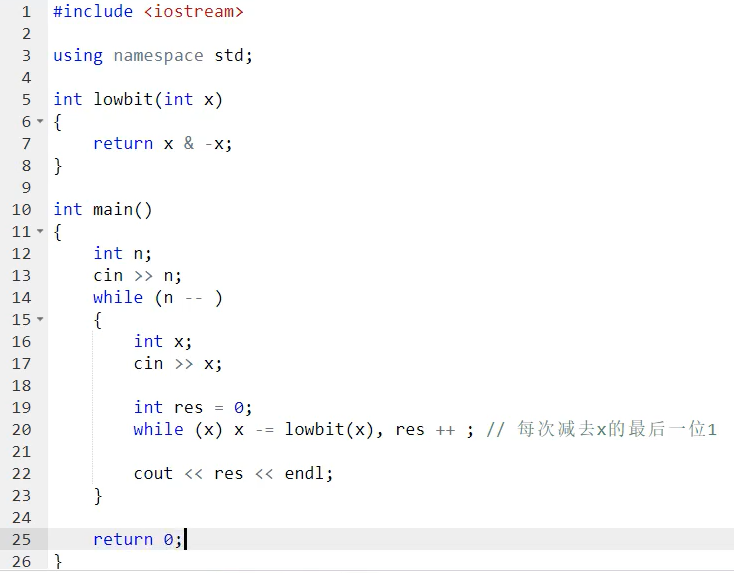 1 #include <iostream>
2
3 using namespace std;
4
5 int lowbit(int x)
6 {
7 return x & -x;
8 }
9
10 int main()
11 {
12 int n;
13 cin >> n;
14 while (n -- )
15 {
16 int x;
17 cin >> x;
18
19 int res = 0;
20 while (x) x -= lowbit(x), res ++ ; // 每次减去x的最后一位1
21
22 cout << res << endl;
23 }
24
25 return 0;
26 }